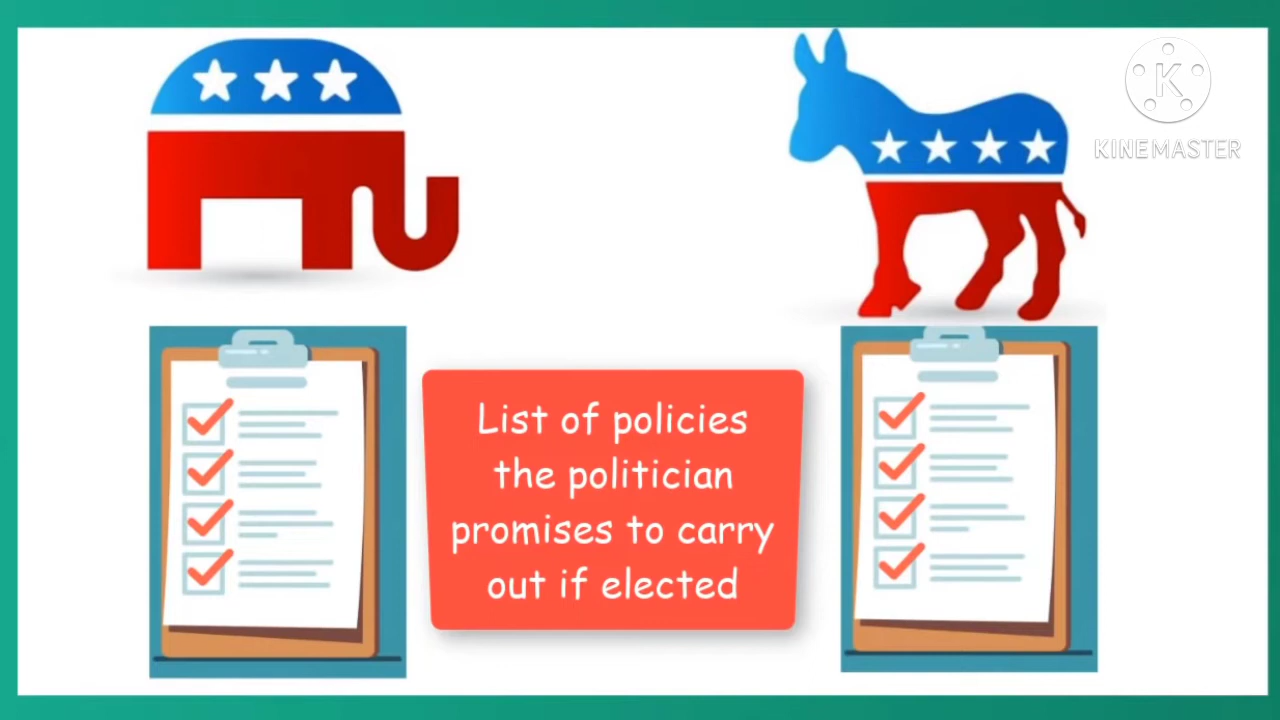 K
KINEMASTER
List of policies
the politician
promises to carry
out if elected